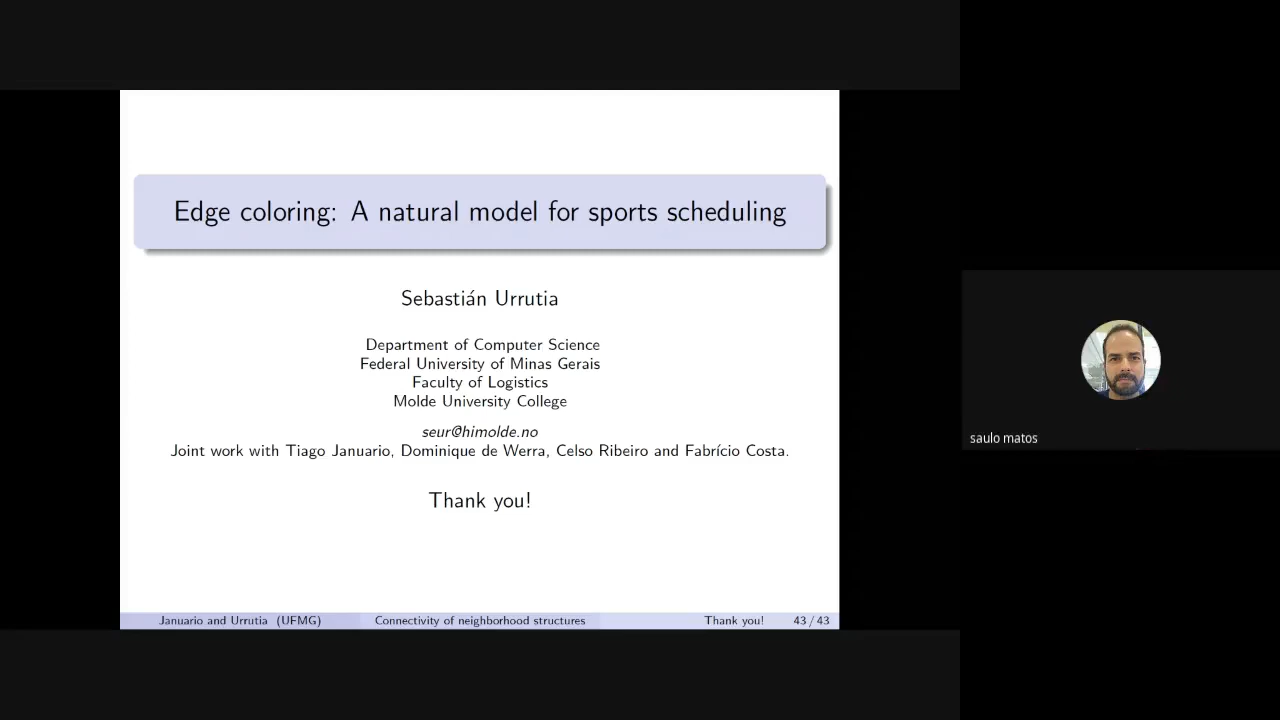 Edge coloring: A natural model for sports scheduling
Sebastián Urrutia
Department of Computer Science
Federal University of Minas Gerais
Faculty of Logistics
Molde University College
seur@himolde.no
Joint work with Tiago Januario, Dominique de Werra, Celso Ribeiro and Fabrício Costa.
Thank you!
Januario and Urrutia (UFMG) Connectivity of neighborhood structures Thank you! 43 / 43
saulo matos